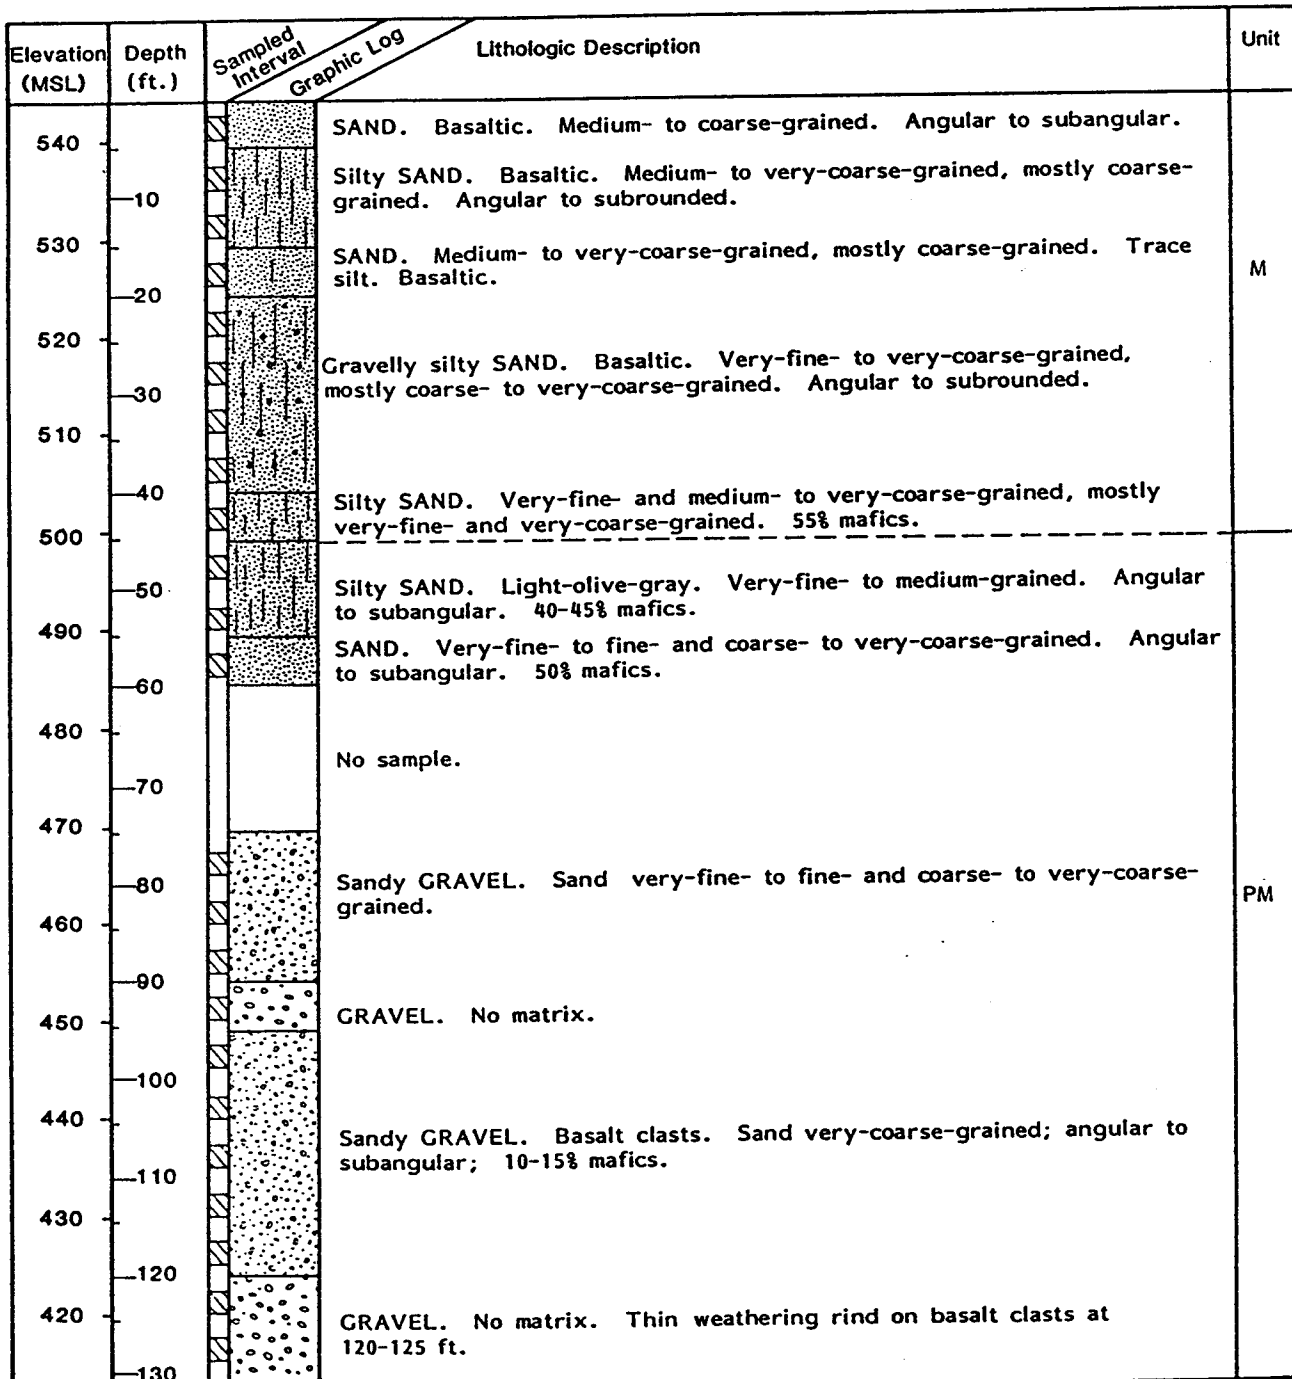 Elevation
(MSL)
Depth
(ft.)
Sampled
Interval
Graphic Log
Lithologic Description
Unit
SAND. Basaltic. Medium- to coarse-grained. Angular to subangular.
540
Silty SAND. Basaltic. Medium- to very-coarse-grained, mostly coarse-
grained. Angular to subrounded.
10
530
SAND. Medium- to very-coarse-grained, mostly coarse-grained. Trace
silt. Basaltic.
M
20
520
Gravelly silty SAND. Basaltic. Very-fine- to very-coarse-grained,
mostly coarse- to very-coarse-grained. Angular to subrounded.
30
510
40
Silty SAND. Very-fine- and medium- to very-coarse-grained, mostly
very-fine- and very-coarse-grained. 55% mafics.
500
Silty SAND. Light-olive-gray. Very-fine- to medium-grained. Angular
to subangular. 40-45% mafics.
50
490
SAND. Very-fine- to fine- and coarse- to very-coarse-grained. Angular
to subangular. 50% mafics.
60
480
No sample.
70
470
80
Sandy GRAVEL. Sand very-fine- to fine- and coarse- to very-coarse-
grained.
PM
460
90
450
GRAVEL. No matrix.
100
440
Sandy GRAVEL. Basalt clasts. Sand very-coarse-grained; angular to
subangular; 10-15% mafics.
110
430
120
420
GRAVEL. No matrix. Thin weathering rind on basalt clasts at
120-125 ft.
130